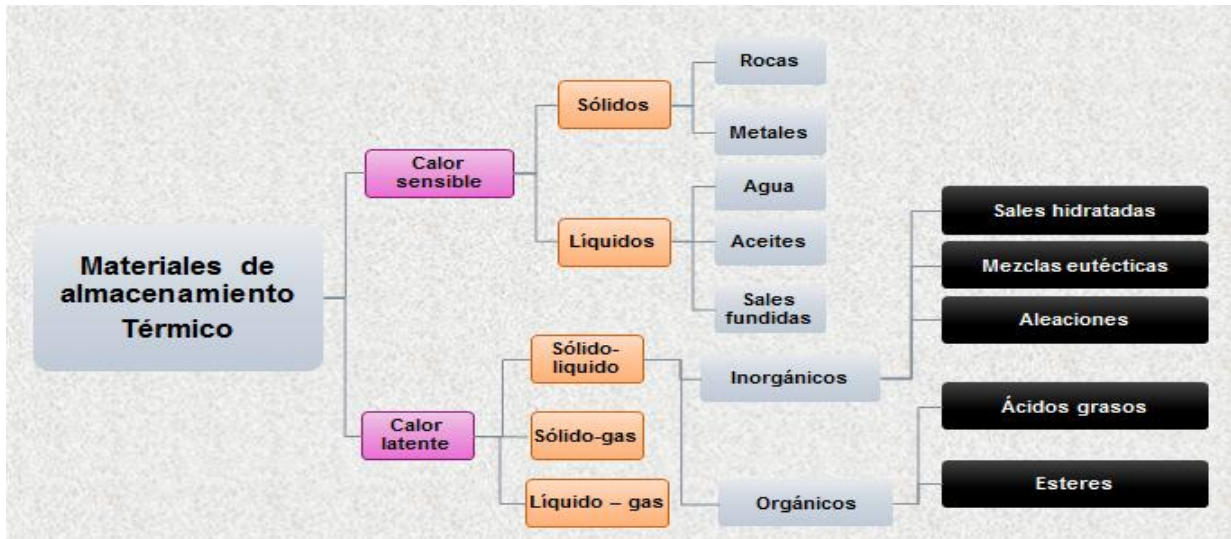 Materiales de
almacenamiento
Térmico
Calor
sensible
Calor
latente
Sólidos
Líquidos
Sólido-
liquido
Sólido-gas
Líquido – gas
Rocas
Metales
Agua
Aceites
Sales
fundidas
Inorgánicos
Orgánicos
Sales hidratadas
Mezclas eutécticas
Aleaciones
Ácidos grasos
Esteres